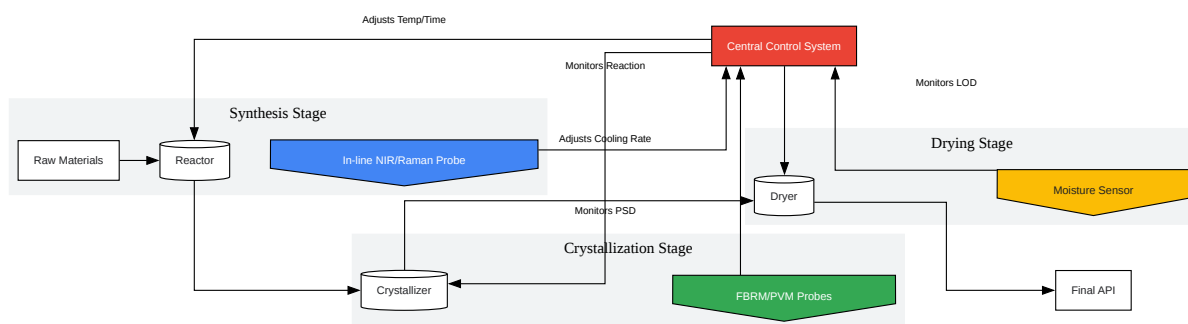 Adjusts Temp/Time
Central Control System
Monitors Reaction
Monitors LOD
Synthesis Stage
Adjusts Cooling Rate
Drying Stage
Raw Materials
Reactor
In-line NIR/Raman Probe
Moisture Sensor
Dryer
Monitors PSD
Crystallization Stage
Crystallizer
FBRM/PVM Probes
Final API